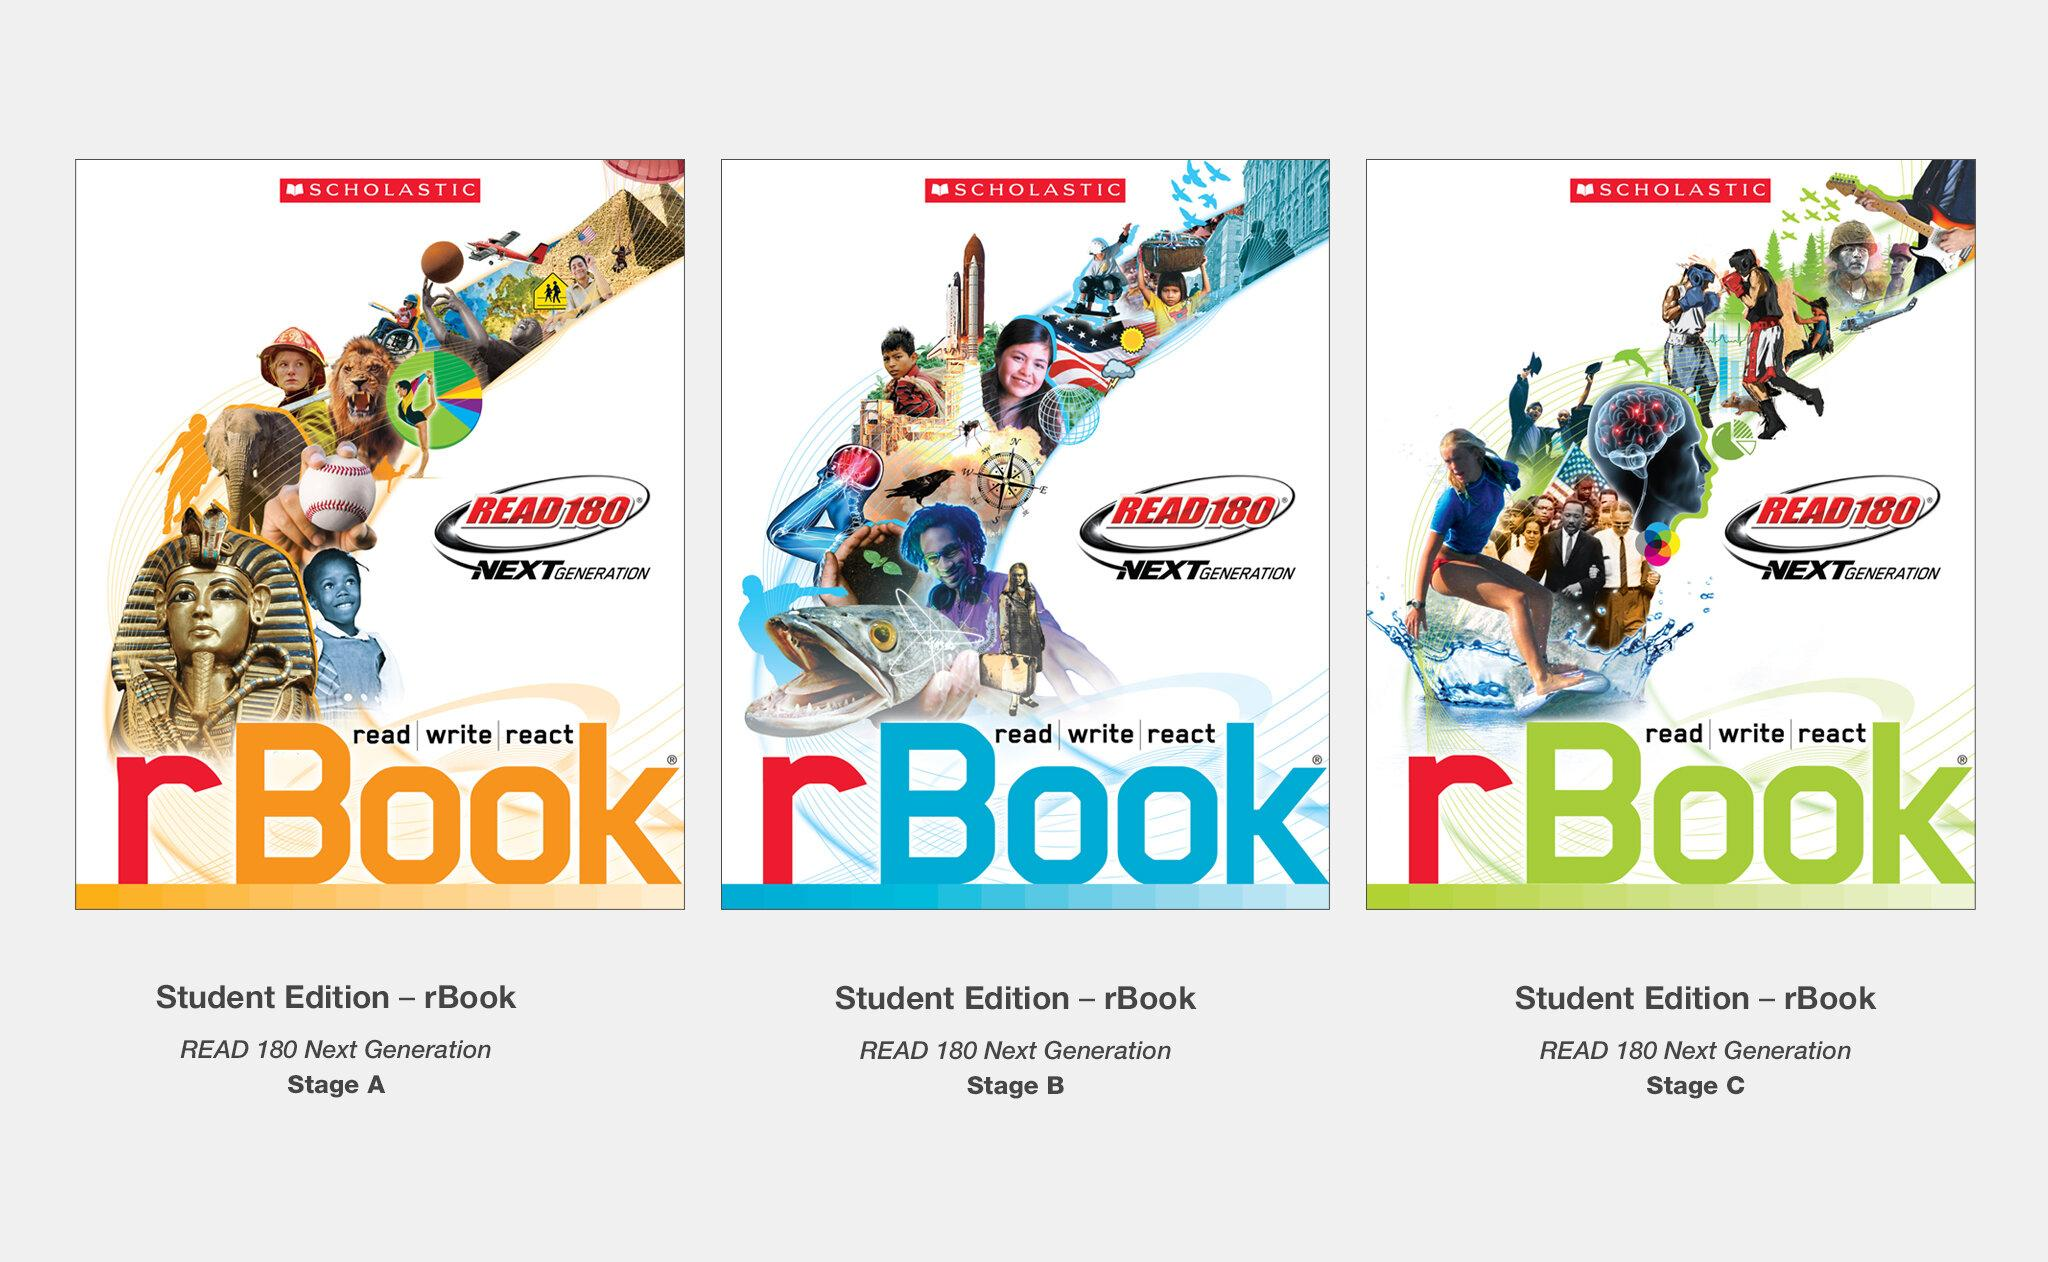 SCHOLASTIC
READ 180®
NEXT GENERATION
read | write | react
rBook®
Student Edition – rBook
READ 180 Next Generation
Stage A
SCHOLASTIC
N
W
E
S
READ 180®
NEXT GENERATION
read | write | react
rBook®
Student Edition – rBook
READ 180 Next Generation
Stage B
SCHOLASTIC
READ 180®
NEXT GENERATION
read | write | react
rBook®
Student Edition – rBook
READ 180 Next Generation
Stage C